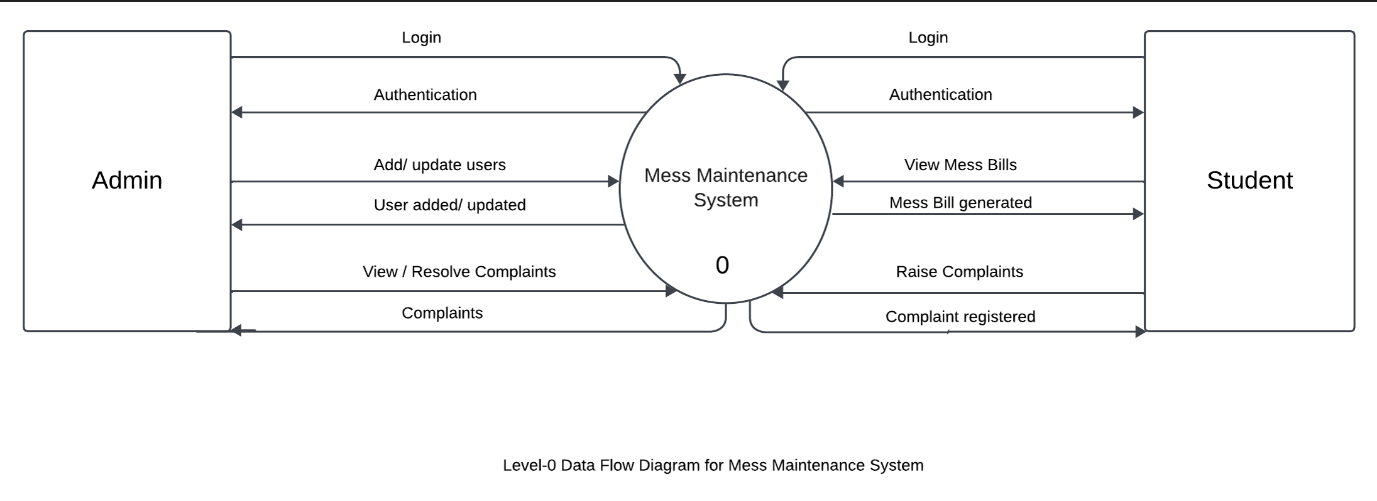 Login
Login
Authentication
Authentication
Add/ update users
View Mess Bills
Admin
Mess Maintenance
System
Student
User added/ updated
Mess Bill generated
0
View / Resolve Complaints
Raise Complaints
Complaints
Complaint registered
Level-0 Data Flow Diagram for Mess Maintenance System